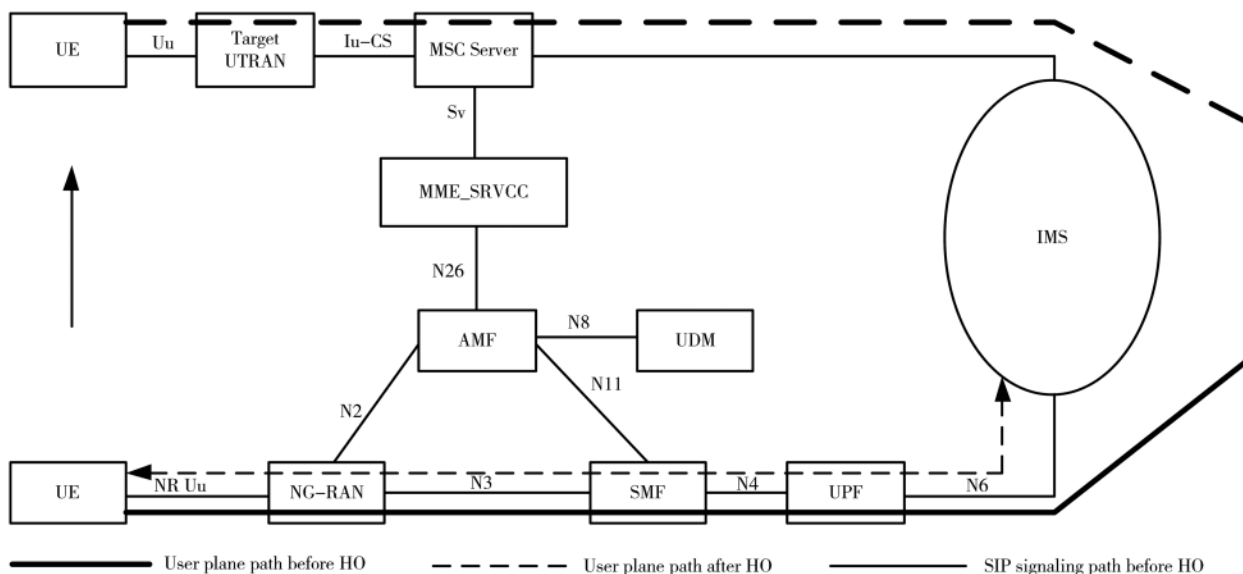 UE
Uu
Target
UTRAN
Iu-CS
MSC Server
Sv
MME_SRVCC
IMS
N26
AMF
N8
UDM
N11
N2
UE
NR Uu
NG-RAN
N3
SMF
N4
UPF
N6
User plane path before HO
User plane path after HO
SIP signaling path before HO